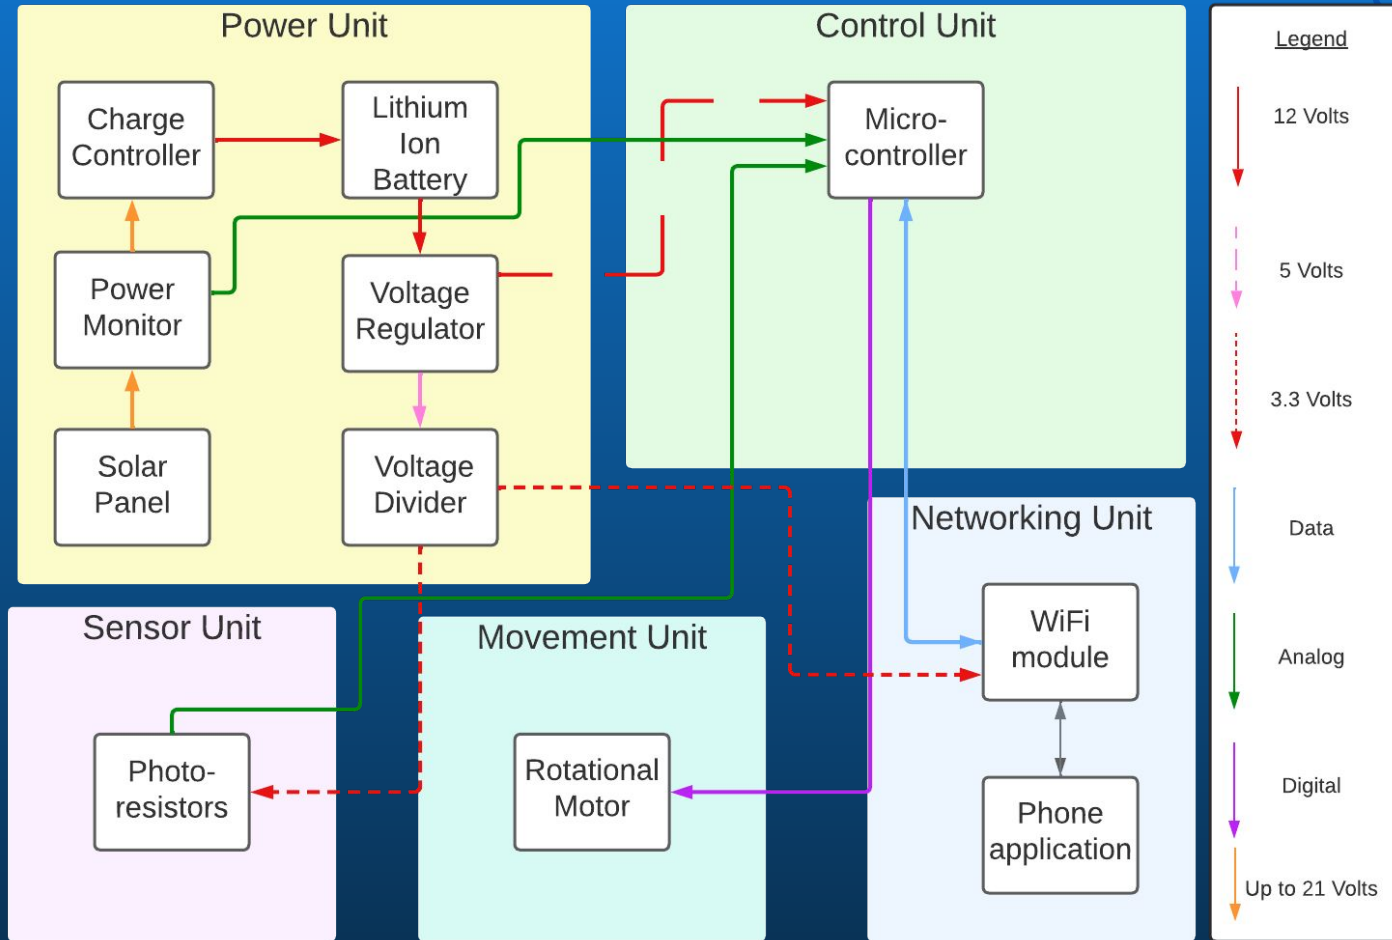 Power Unit
Charge
Controller
Lithium
Ion
Battery
Power
Monitor
Voltage
Regulator
Solar
Panel
Voltage
Divider
Control Unit
Micro-
controller
Sensor Unit
Photo-
resistors
Movement Unit
Rotational
Motor
Networking Unit
WiFi
module
Phone
application
Legend
12 Volts
5 Volts
3.3 Volts
Data
Analog
Digital
Up to 21 Volts